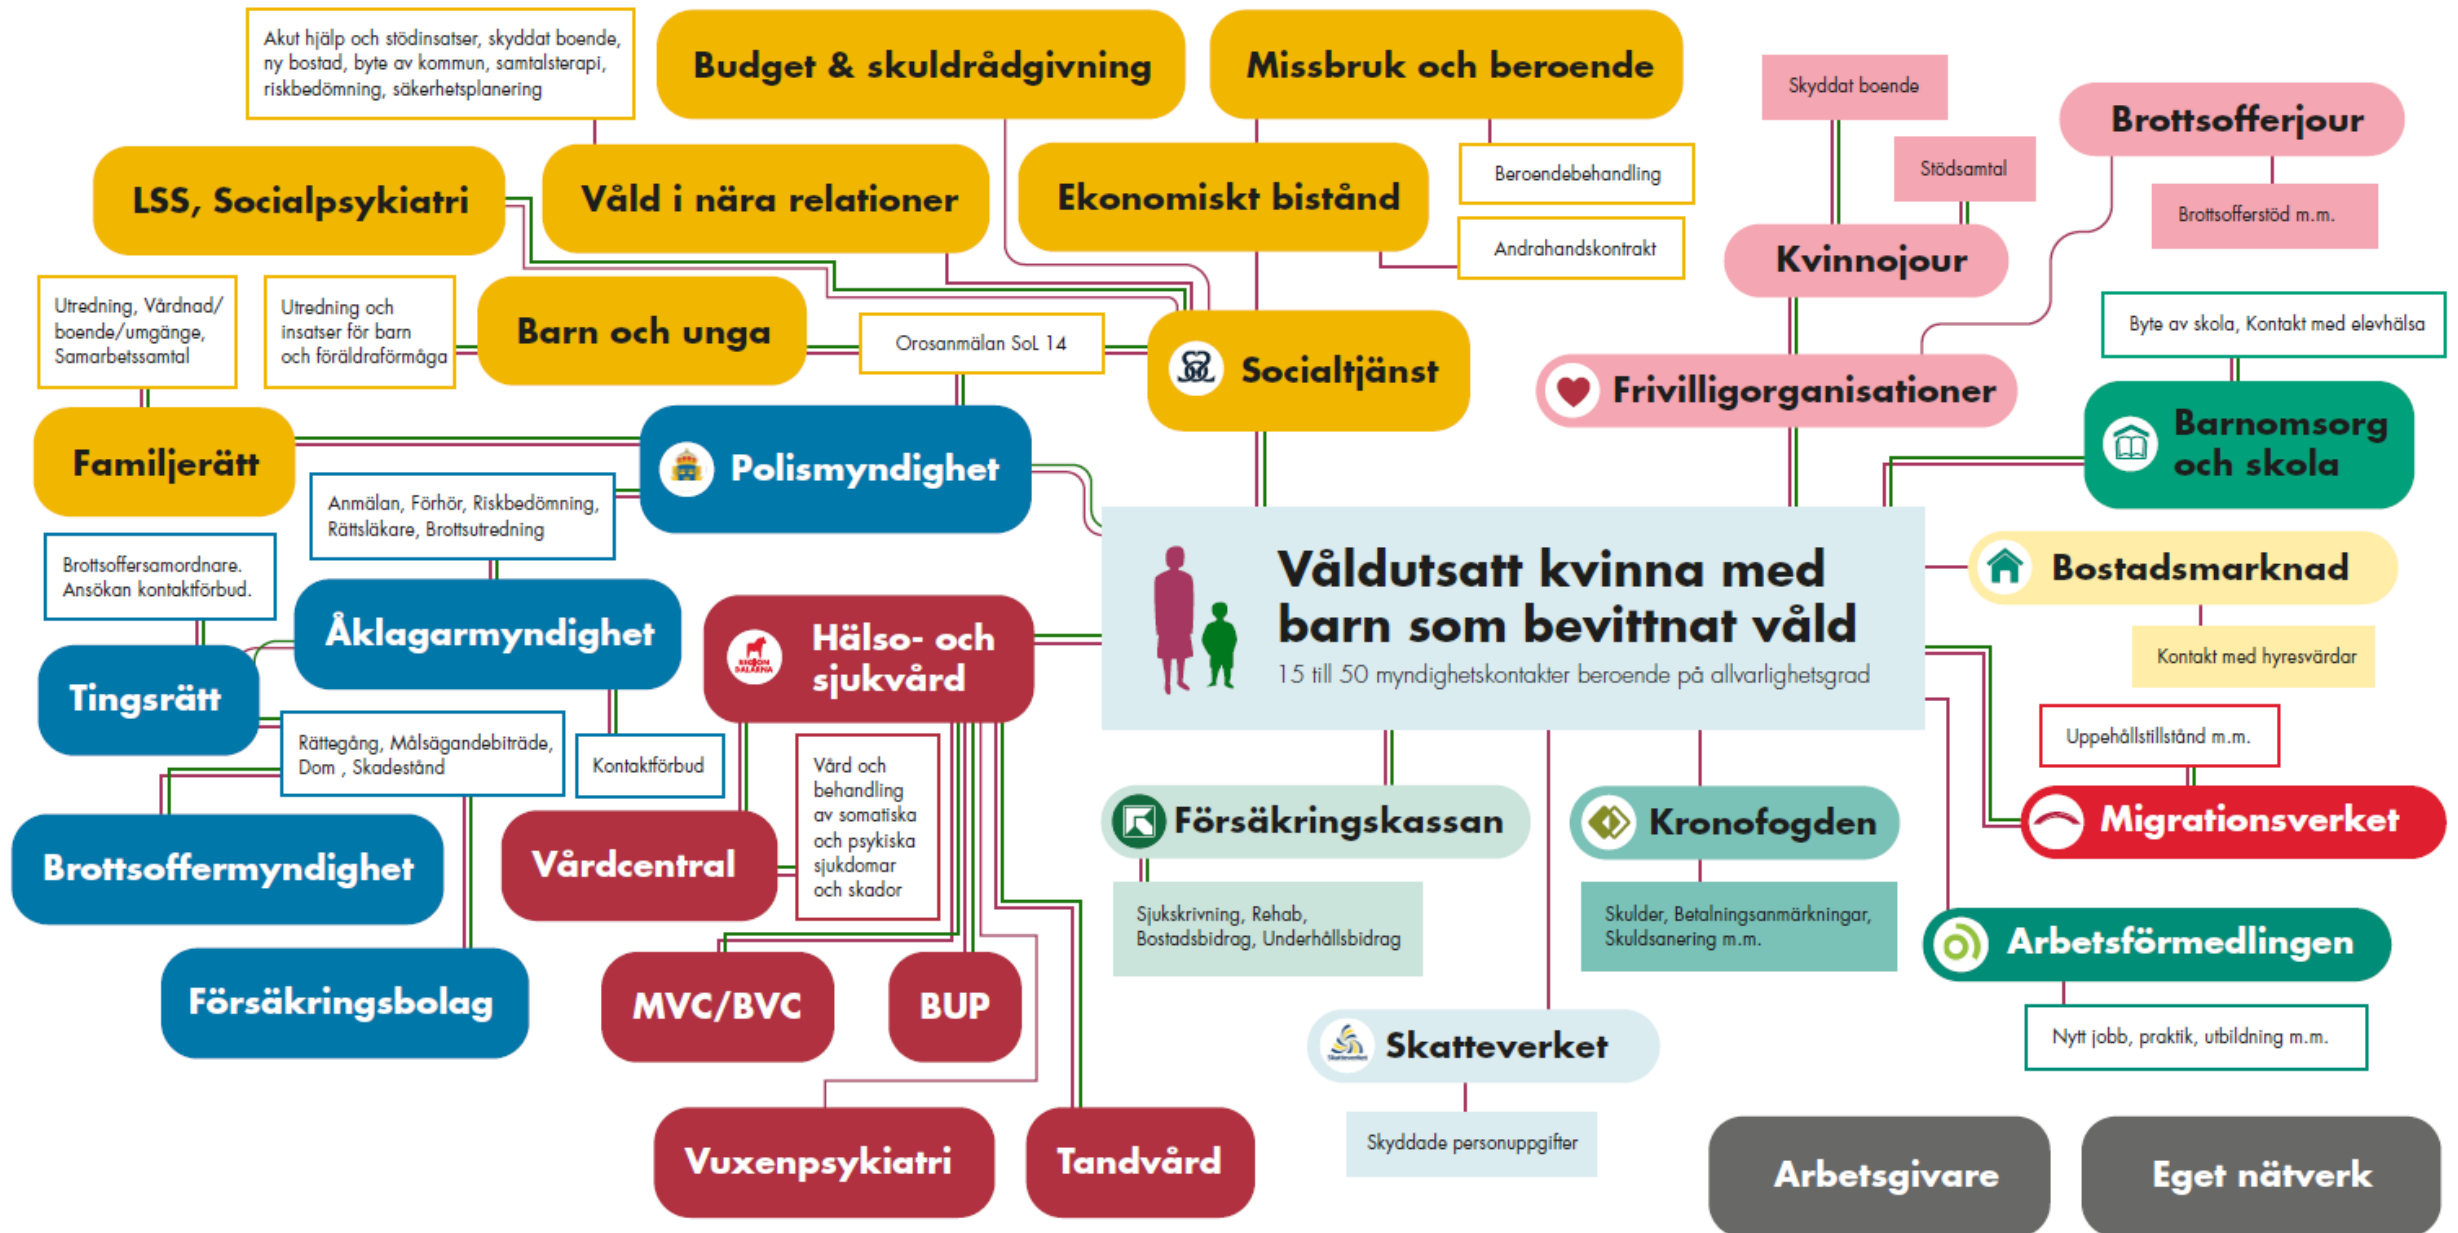 Akut hjälp och stödinsatser, skyddat boende,
ny bostad, byte av kommun, samtalsterapi,
riskbedömning, säkerhetsplanering
Budget & skuldrådgivning
Missbruk och beroende
Skyddat boende
Brottsofferjour
LSS, Socialpsykiatri
Våld i nära relationer
Ekonomiskt bistånd
Beroendebehandling
Stödsamtal
Brottsofferstöd m.m.
Andrahandskontrakt
Kvinnojour
Utredning, Vårdnad/
boende/umgänge,
Samarbetssamtal
Utredning och
insatser för barn
och föräldraförmåga
Barn och unga
Orosanmälan SoL 14
Socialtjänst
Frivilligorganisationer
Byte av skola, Kontakt med elevhälsa
Barnomsorg
och skola
Familjerätt
Polismyndighet
Anmälan, Förhör, Riskbedömning,
Rättsläkare, Brottsutredning
Brottsoffersamordnare.
Ansökan kontaktförbud.
Åklagarmyndighet
Hälso- och
sjukvård
REGION
DALARNA
Våldutsatt kvinna med
barn som bevittnat våld
15 till 50 myndighetskontakter beroende på allvarlighetsgrad
Bostadsmarknad
Kontakt med hyresvärdar
Tingsrätt
Rättegång, Målsägandebiträde,
Dom , Skadestånd
Kontaktförbud
Vård och
behandling
av somatiska
och psykiska
sjukdomar
och skador
Uppehållstillstånd m.m.
Migrationsverket
Brottsoffermyndighet
Vårdcentral
Försäkringskassan
Kronofogden
Sjukskrivning, Rehab,
Bostadsbidrag, Underhållsbidrag
Skulder, Betalningsanmärkningar,
Skuldsanering m.m.
Arbetsförmedlingen
Nytt jobb, praktik, utbildning m.m.
Försäkringsbolag
MVC/BVC
BUP
Skatteverket
Skatteverket
Skyddade personuppgifter
Vuxenpsykiatri
Tandvård
Arbetsgivare
Eget nätverk